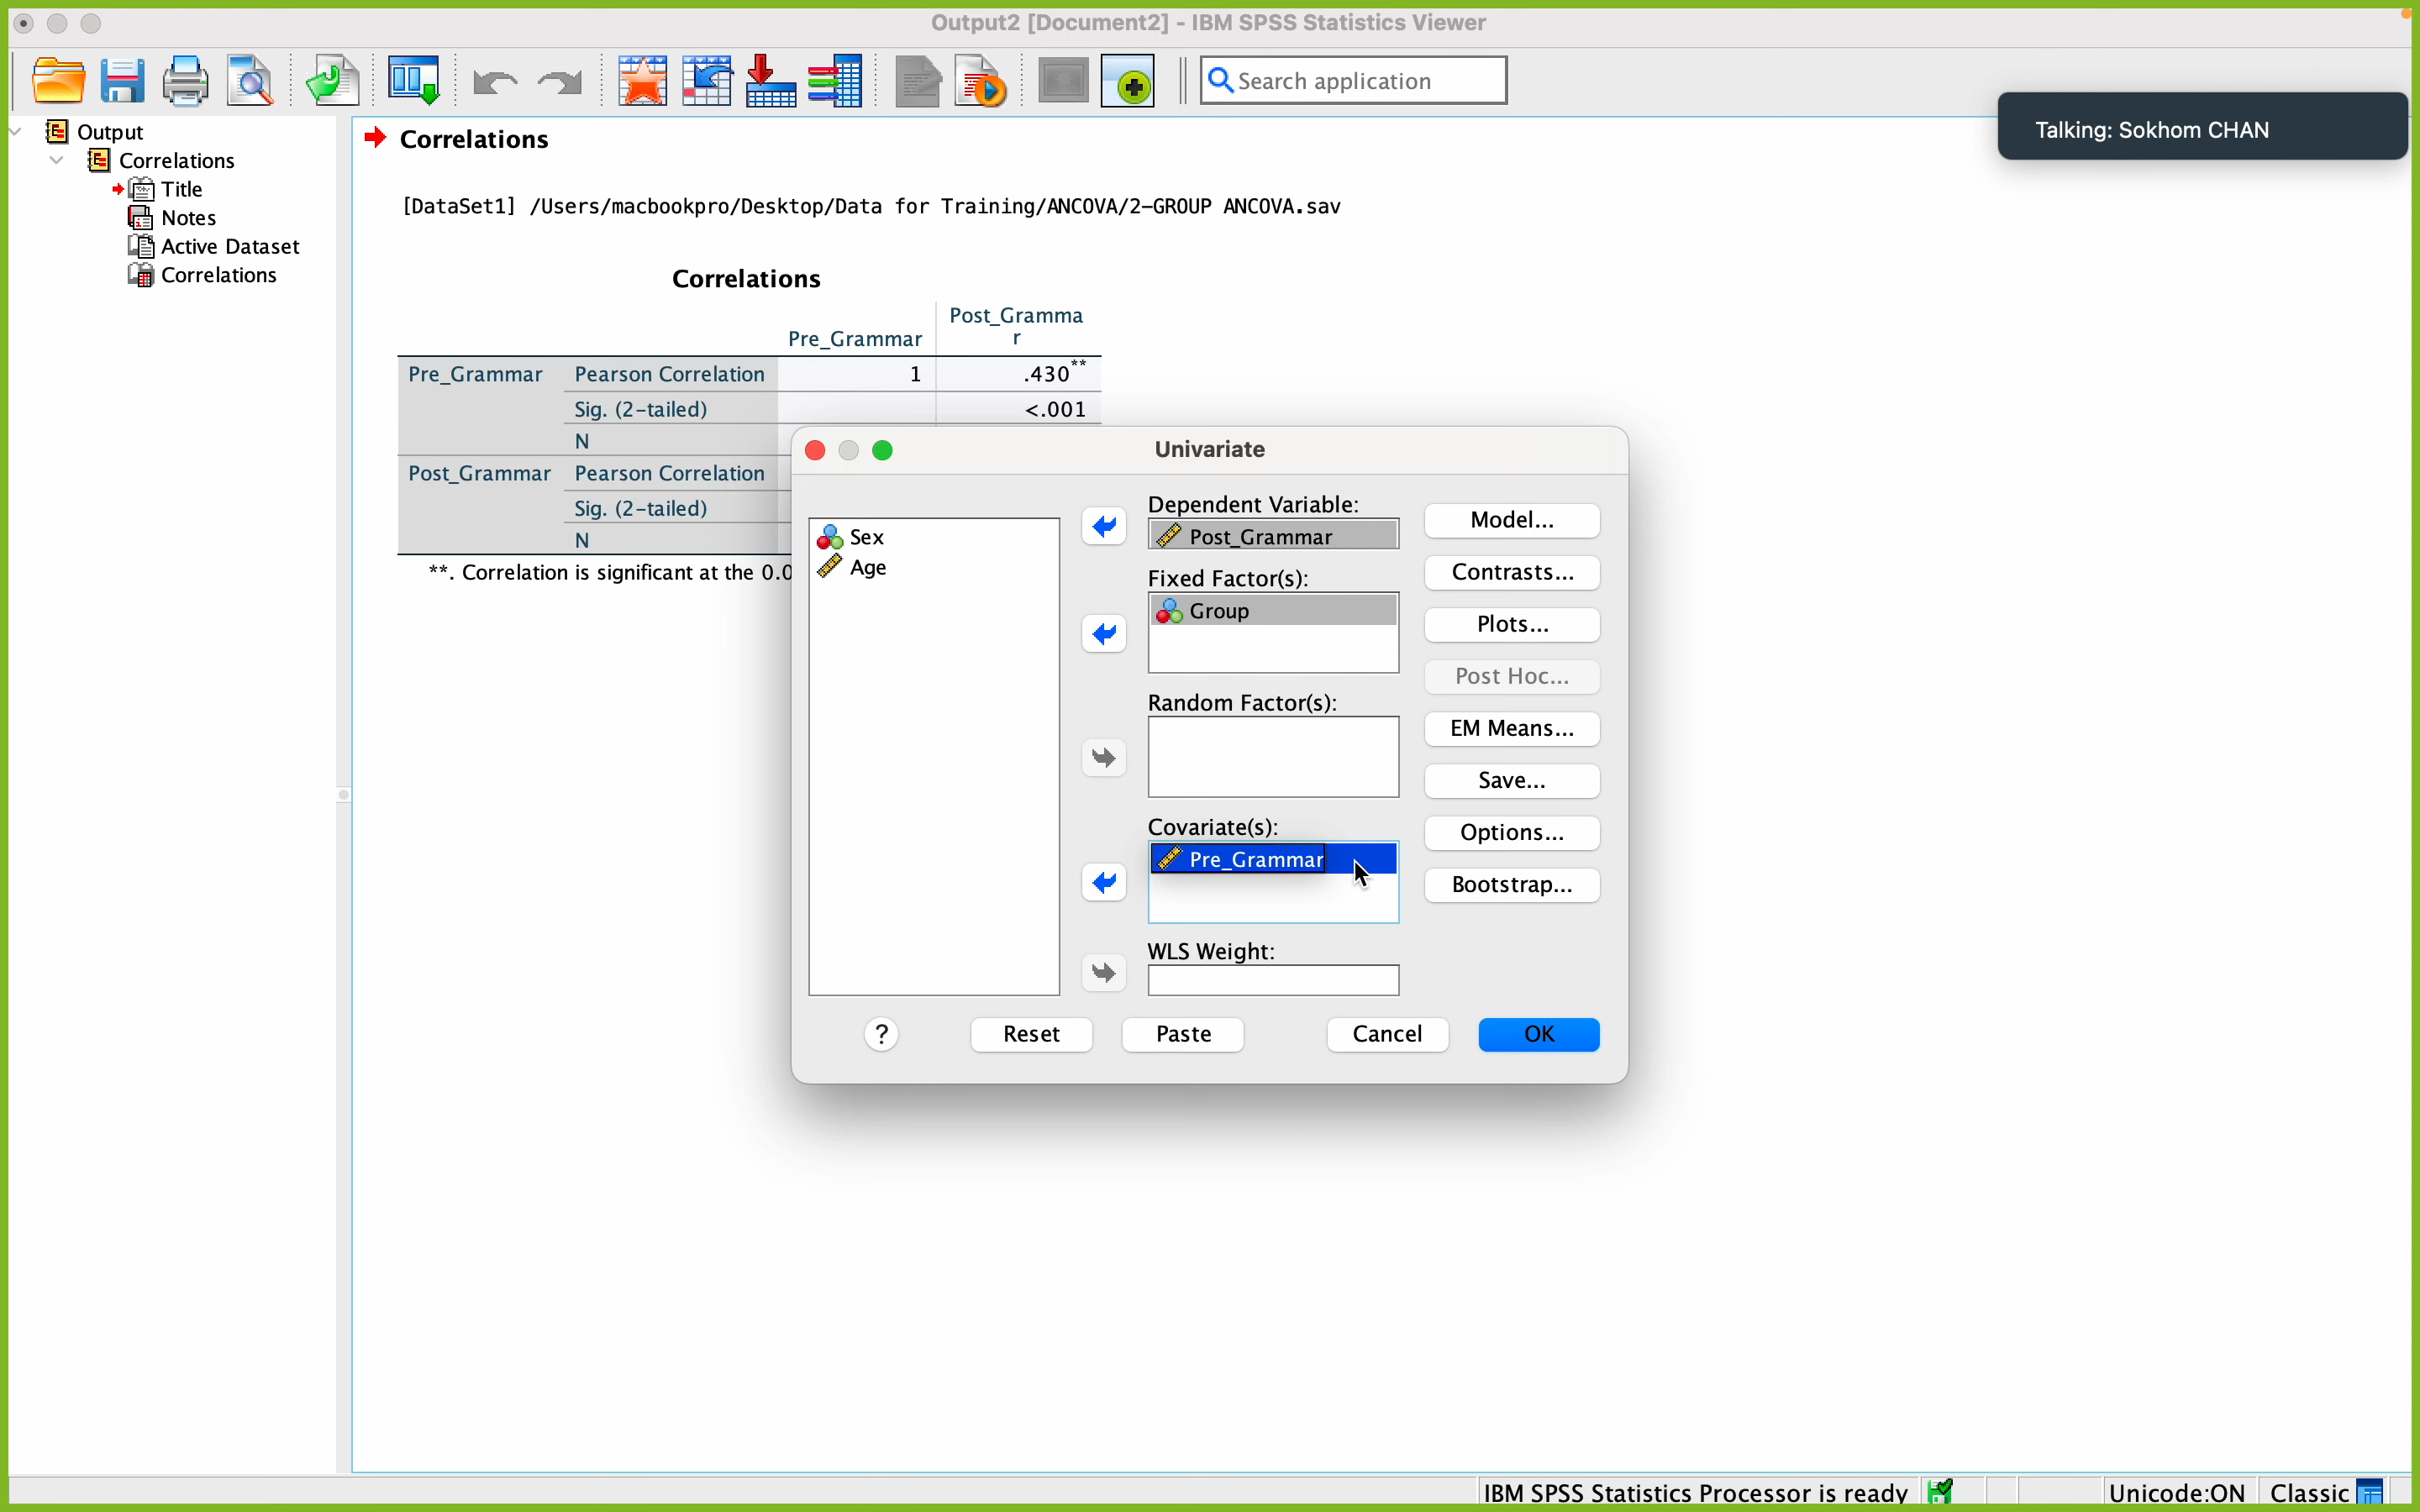 Output2 [Document2] - IBM SPSS Statistics Viewer
Search application
Talking: Sokhom CHAN
Output
Correlations
Title
Notes
Active Dataset
Correlations
Correlations
[DataSet1] /Users/macbookpro/Desktop/Data for Training/ANCOVA/2-GROUP ANCOVA.sav
Correlations
Pre_Grammar Post_Gramma
r
Pre_Grammar Pearson Correlation 1 .430**
Sig. (2-tailed) <.001
N
Post_Grammar Pearson Correlation
Sig. (2-tailed)
N
**. Correlation is significant at the 0.0
Univariate
Sex
Age
Dependent Variable:
Post_Grammar
Fixed Factor(s):
Group
Random Factor(s):
Covariate(s):
Pre_Grammar
WLS Weight:
Model...
Contrasts...
Plots...
Post Hoc...
EM Means...
Save...
Options...
Bootstrap...
? Reset Paste Cancel OK
IBM SPSS Statistics Processor is ready Unicode:ON Classic